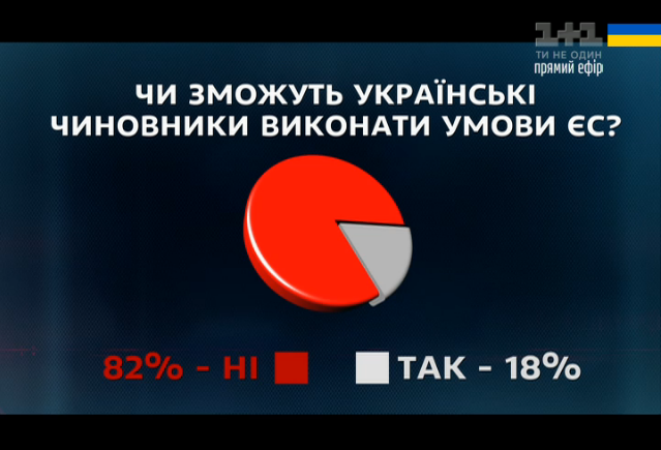 1+1
ТИ НЕ ОДИН
ПРЯМИЙ ЕФІР
ЧИ ЗМОЖУТЬ УКРАЇНСЬКІ
ЧИНОВНИКИ ВИКОНАТИ УМОВИ ЄС?
82% - НІ
ТАК - 18%